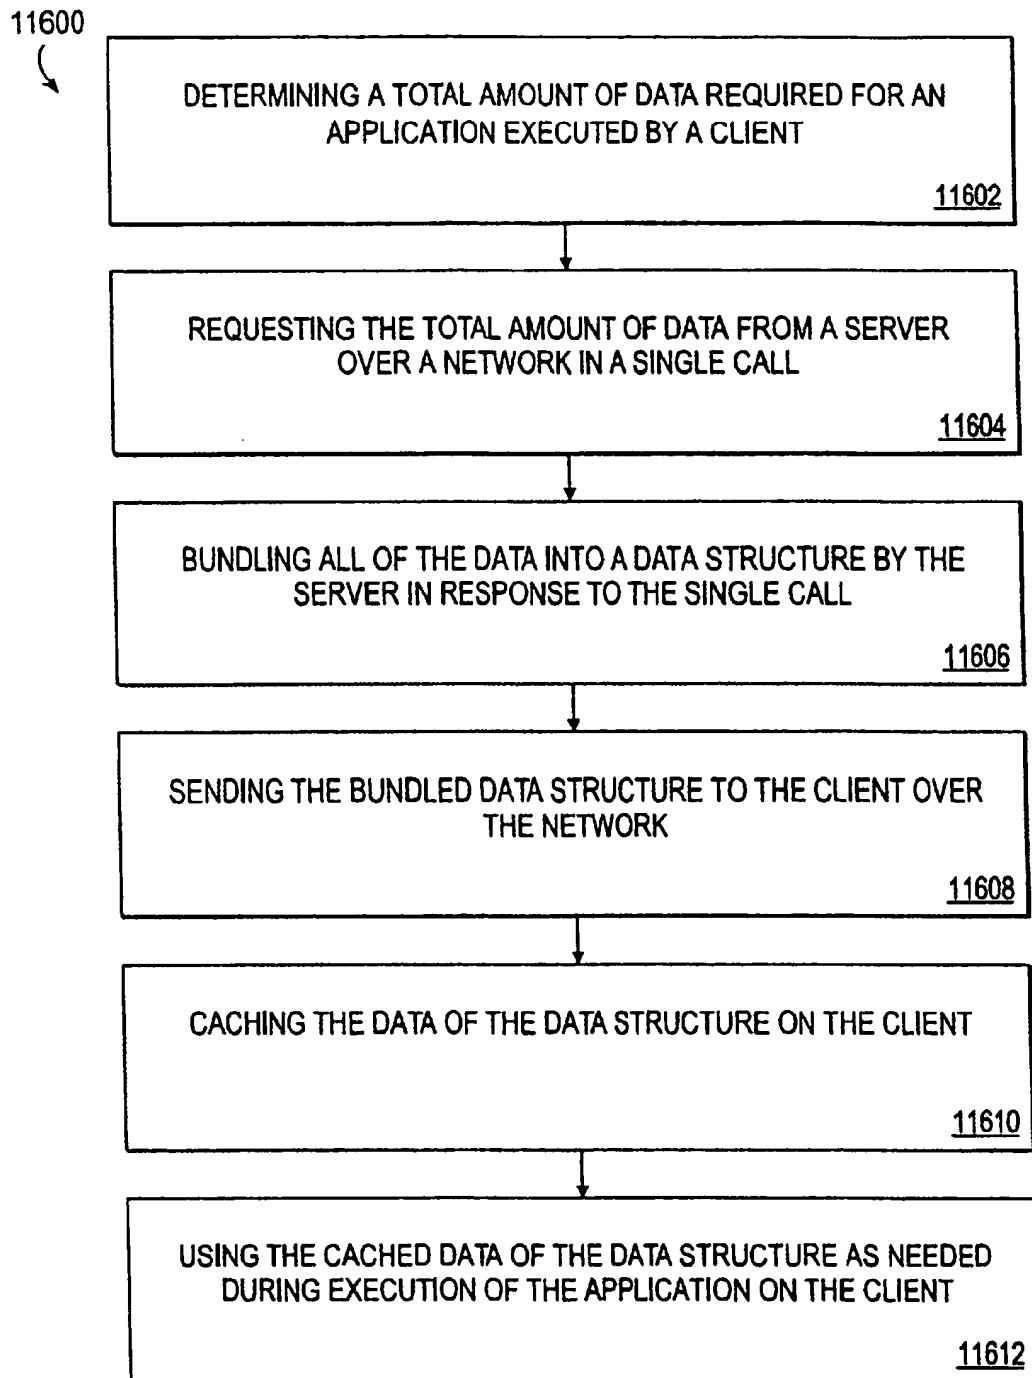 11600
DETERMINING A TOTAL AMOUNT OF DATA REQUIRED FOR AN
APPLICATION EXECUTED BY A CLIENT
11602
REQUESTING THE TOTAL AMOUNT OF DATA FROM A SERVER
OVER A NETWORK IN A SINGLE CALL
11604
BUNDLING ALL OF THE DATA INTO A DATA STRUCTURE BY THE
SERVER IN RESPONSE TO THE SINGLE CALL
11606
SENDING THE BUNDLED DATA STRUCTURE TO THE CLIENT OVER
THE NETWORK
11608
CACHING THE DATA OF THE DATA STRUCTURE ON THE CLIENT
11610
USING THE CACHED DATA OF THE DATA STRUCTURE AS NEEDED
DURING EXECUTION OF THE APPLICATION ON THE CLIENT
11612